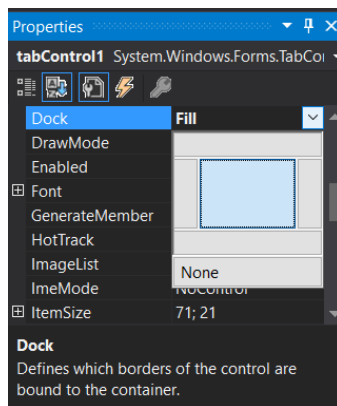 Properties
tabControl1 System.Windows.Forms.TabCo
Dock Fill
DrawMode
Enabled
Font
GenerateMember
HotTrack
ImageList
None
ImeMode NoControl
ItemSize 71; 21
Dock
Defines which borders of the control are
bound to the container.